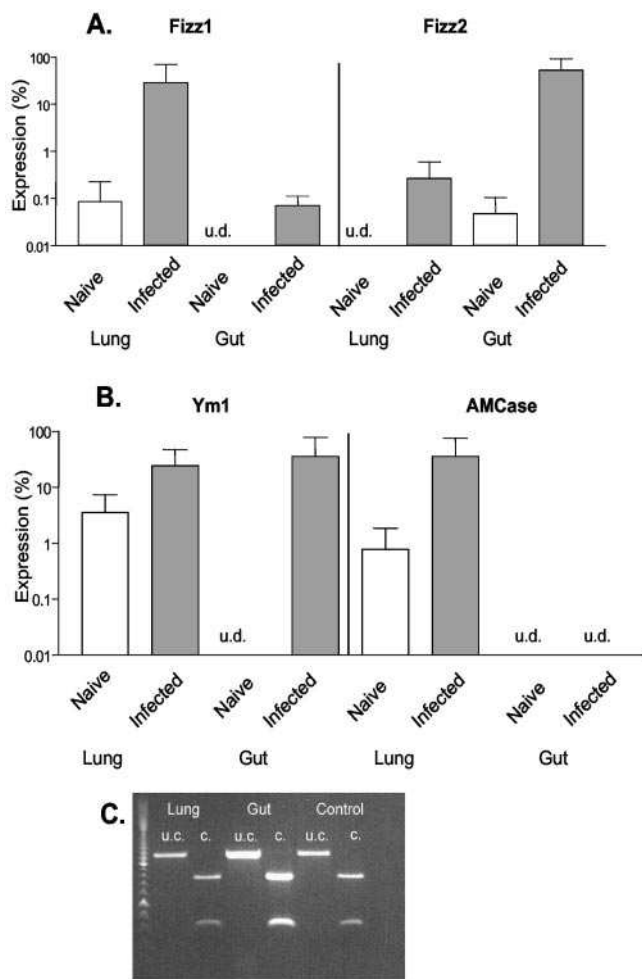 A.
Fizz1 Fizz2
Expression (%)
100
10
1
0.1
0.01
u.d. u.d.
Naive Infected Naive Infected Naive Infected Naive Infected
Lung Gut Lung Gut
B.
Ym1 AMCase
Expression (%)
100
10
1
0.1
0.01
u.d. u.d. u.d.
Naive Infected Naive Infected Naive Infected Naive Infected
Lung Gut Lung Gut
C.
Lung Gut Control
u.c. c. u.c. c. u.c. c.